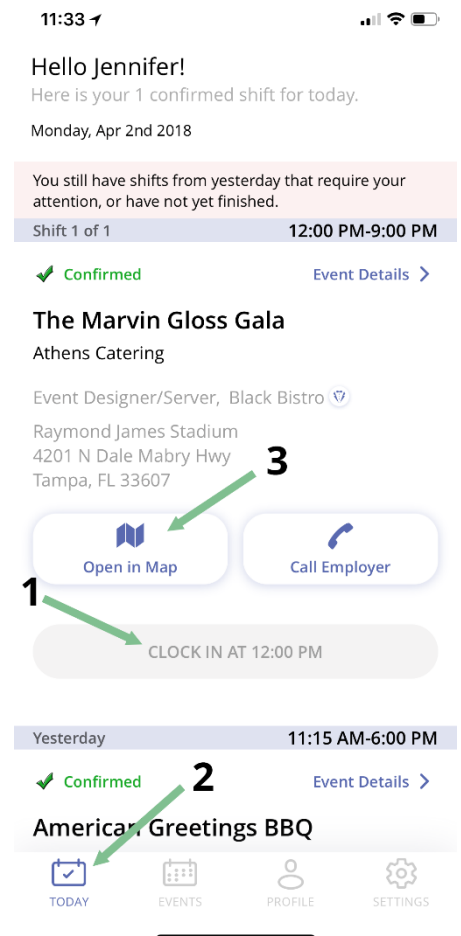 11:33
Hello Jennifer!
Here is your 1 confirmed shift for today.
Monday, Apr 2nd 2018
You still have shifts from yesterday that require your
attention, or have not yet finished.
Shift 1 of 1 12:00 PM-9:00 PM
Confirmed Event Details
The Marvin Gloss Gala
Athens Catering
Event Designer/Server, Black Bistro
Raymond James Stadium
4201 N Dale Mabry Hwy
Tampa, FL 33607
3
Open in Map Call Employer
1
CLOCK IN AT 12:00 PM
Yesterday 11:15 AM-6:00 PM
Confirmed 2 Event Details
American Greetings BBQ
TODAY EVENTS PROFILE SETTINGS